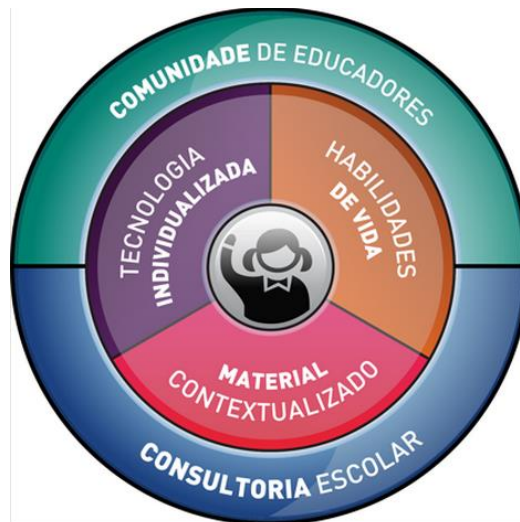 COMUNIDADE DE EDUCADORES
TECNOLOGIA
INDIVIDUALIZADA
HABILIDADES
DE VIDA
MATERIAL
CONTEXTUALIZADO
CONSULTORIA ESCOLAR